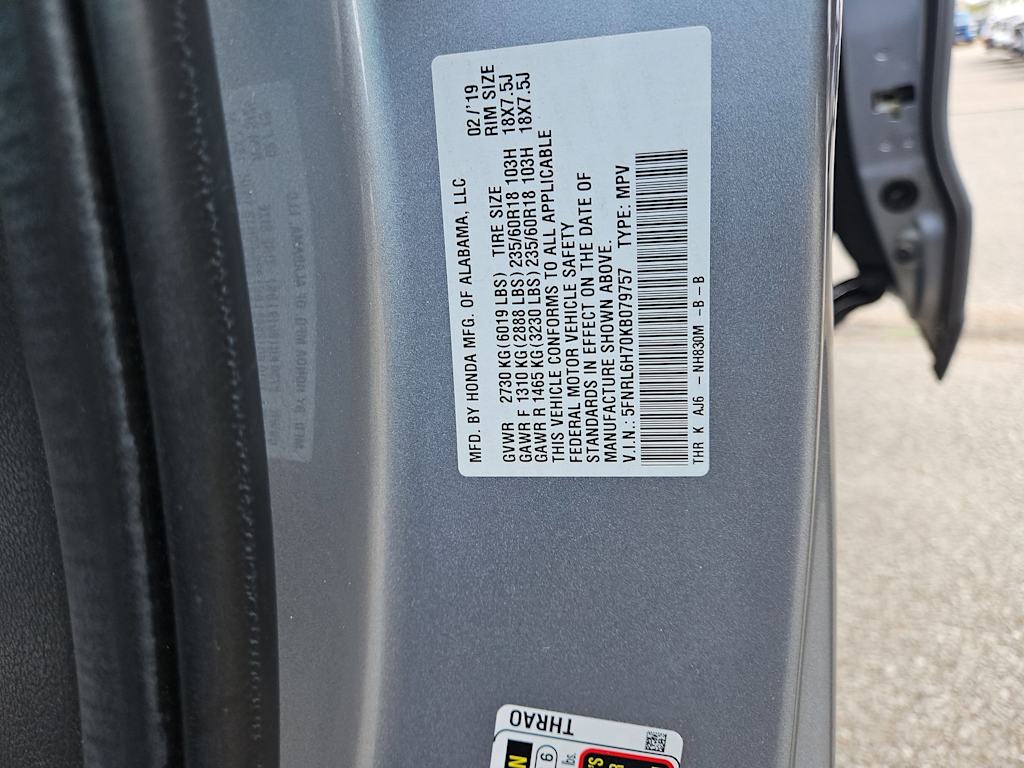 MFD. BY HONDA MFG. OF ALABAMA, LLC 02/'19
GVWR 2730 KG(6019 LBS) TIRE SIZE RIM SIZE
GAWR F 1310 KG(2888 LBS)235/60R18 103H 18X7.5J
GAWR R 1465 KG(3230 LBS)235/60R18 103H 18X7.5J
THIS VEHICLE CONFORMS TO ALL APPLICABLE
FEDERAL MOTOR VEHICLE SAFETY
STANDARDS IN EFFECT ON THE DATE OF
MANUFACTURE SHOWN ABOVE.
V.I.N.:5FNRL6H70KB079757 TYPE: MPV
THR K AJ6 – NH830M –B–B
THRAO
6
lbs.